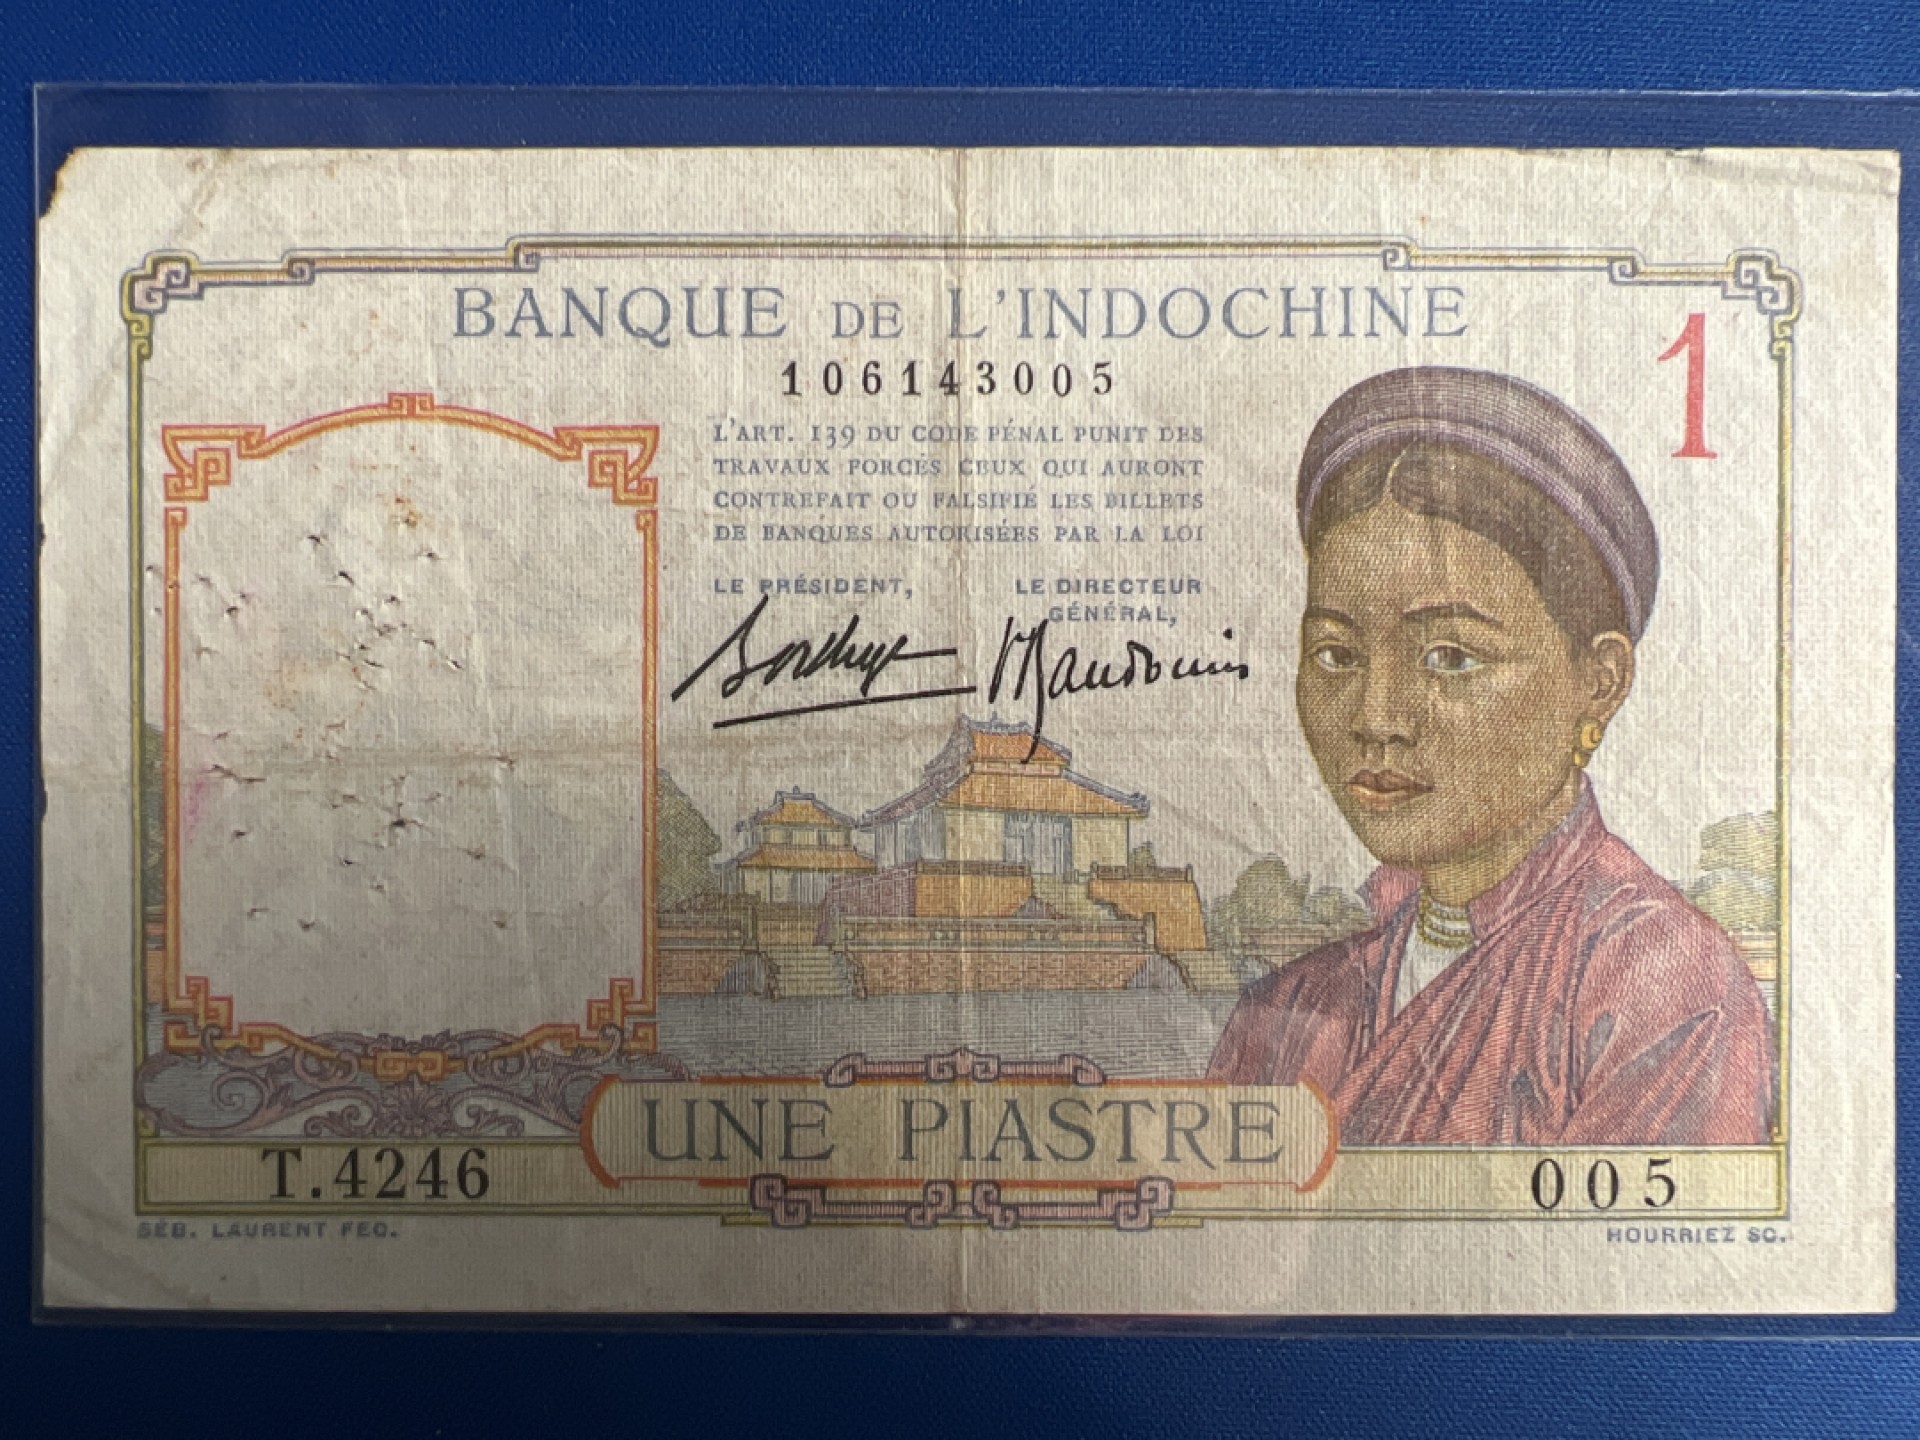 BANQUE DE L'INDOCHINE
1
106143005
L'ART. 139 DU CODE PÉNAL PUNIT DES
TRAVAUX FORCÉS CEUX QUI AURONT
CONTREFAIT OU FALSIFIÉ LES BILLETS
DE BANQUES AUTORISÉES PAR LA LOI
LE PRÉSIDENT,
LE DIRECTEUR
GÉNÉRAL,
UNE PIASTRE
T.4246
005
SÉB. LAURENT FEC.
HOURRIEZ SC.